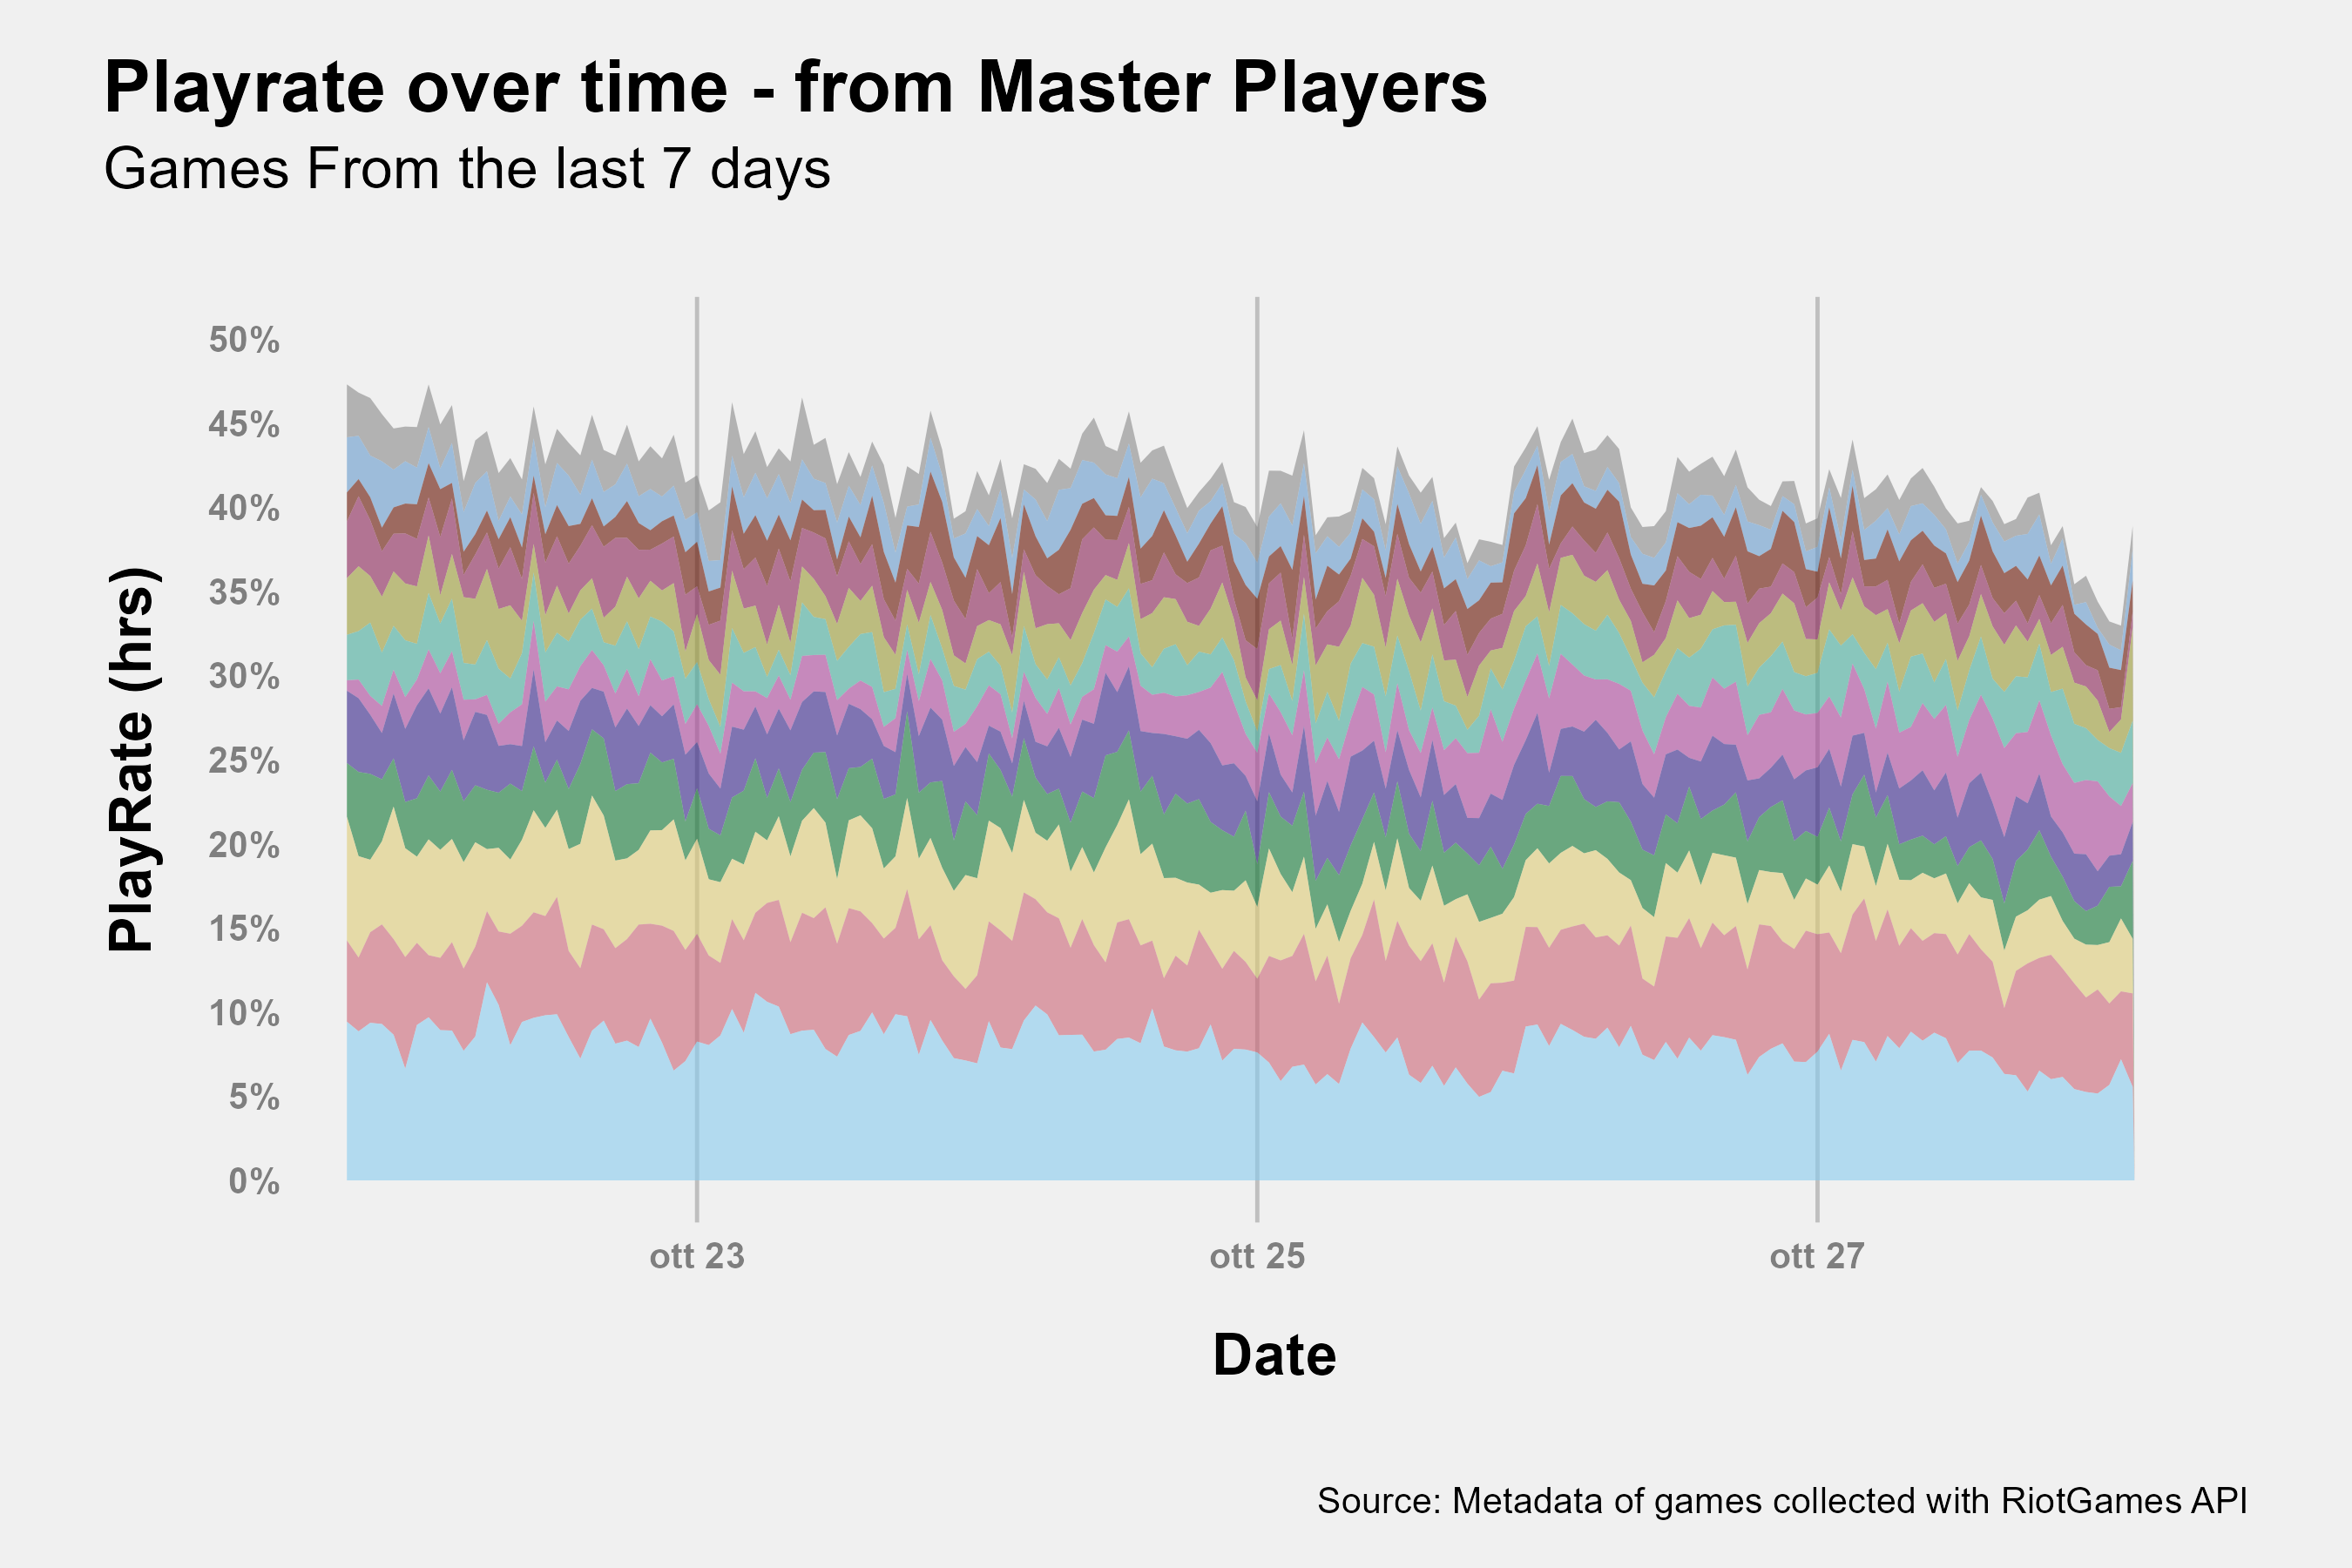 Playrate over time - from Master Players
Games From the last 7 days
PlayRate (hrs)
50%
45%
40%
35%
30%
25%
20%
15%
10%
5%
0%
ott 23
ott 25
ott 27
Date
Source: Metadata of games collected with RiotGames API